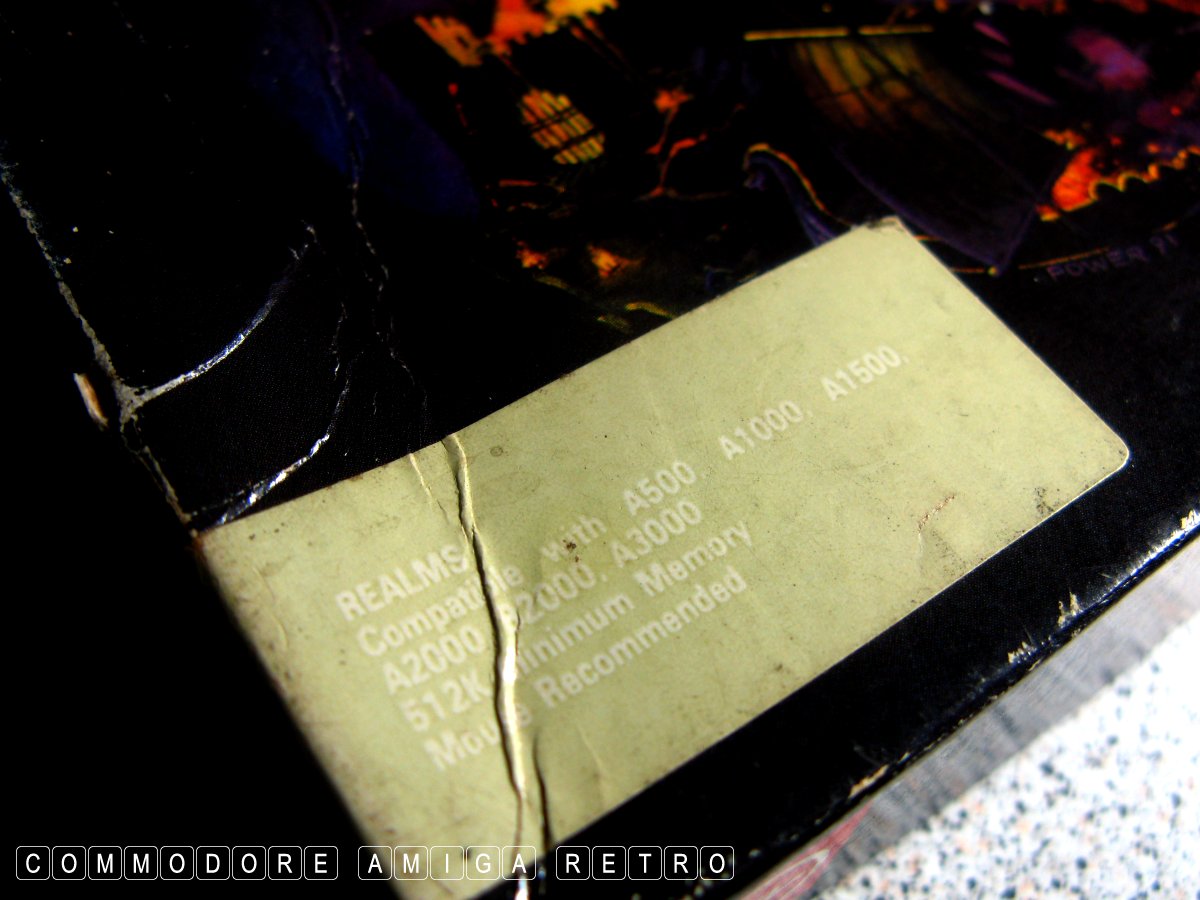 REALMS
Compatible with A500, A1000, A1500,
A2000, B2000, A3000
512K Minimum Memory
Mouse Recommended
COMMODORE AMIGA RETRO